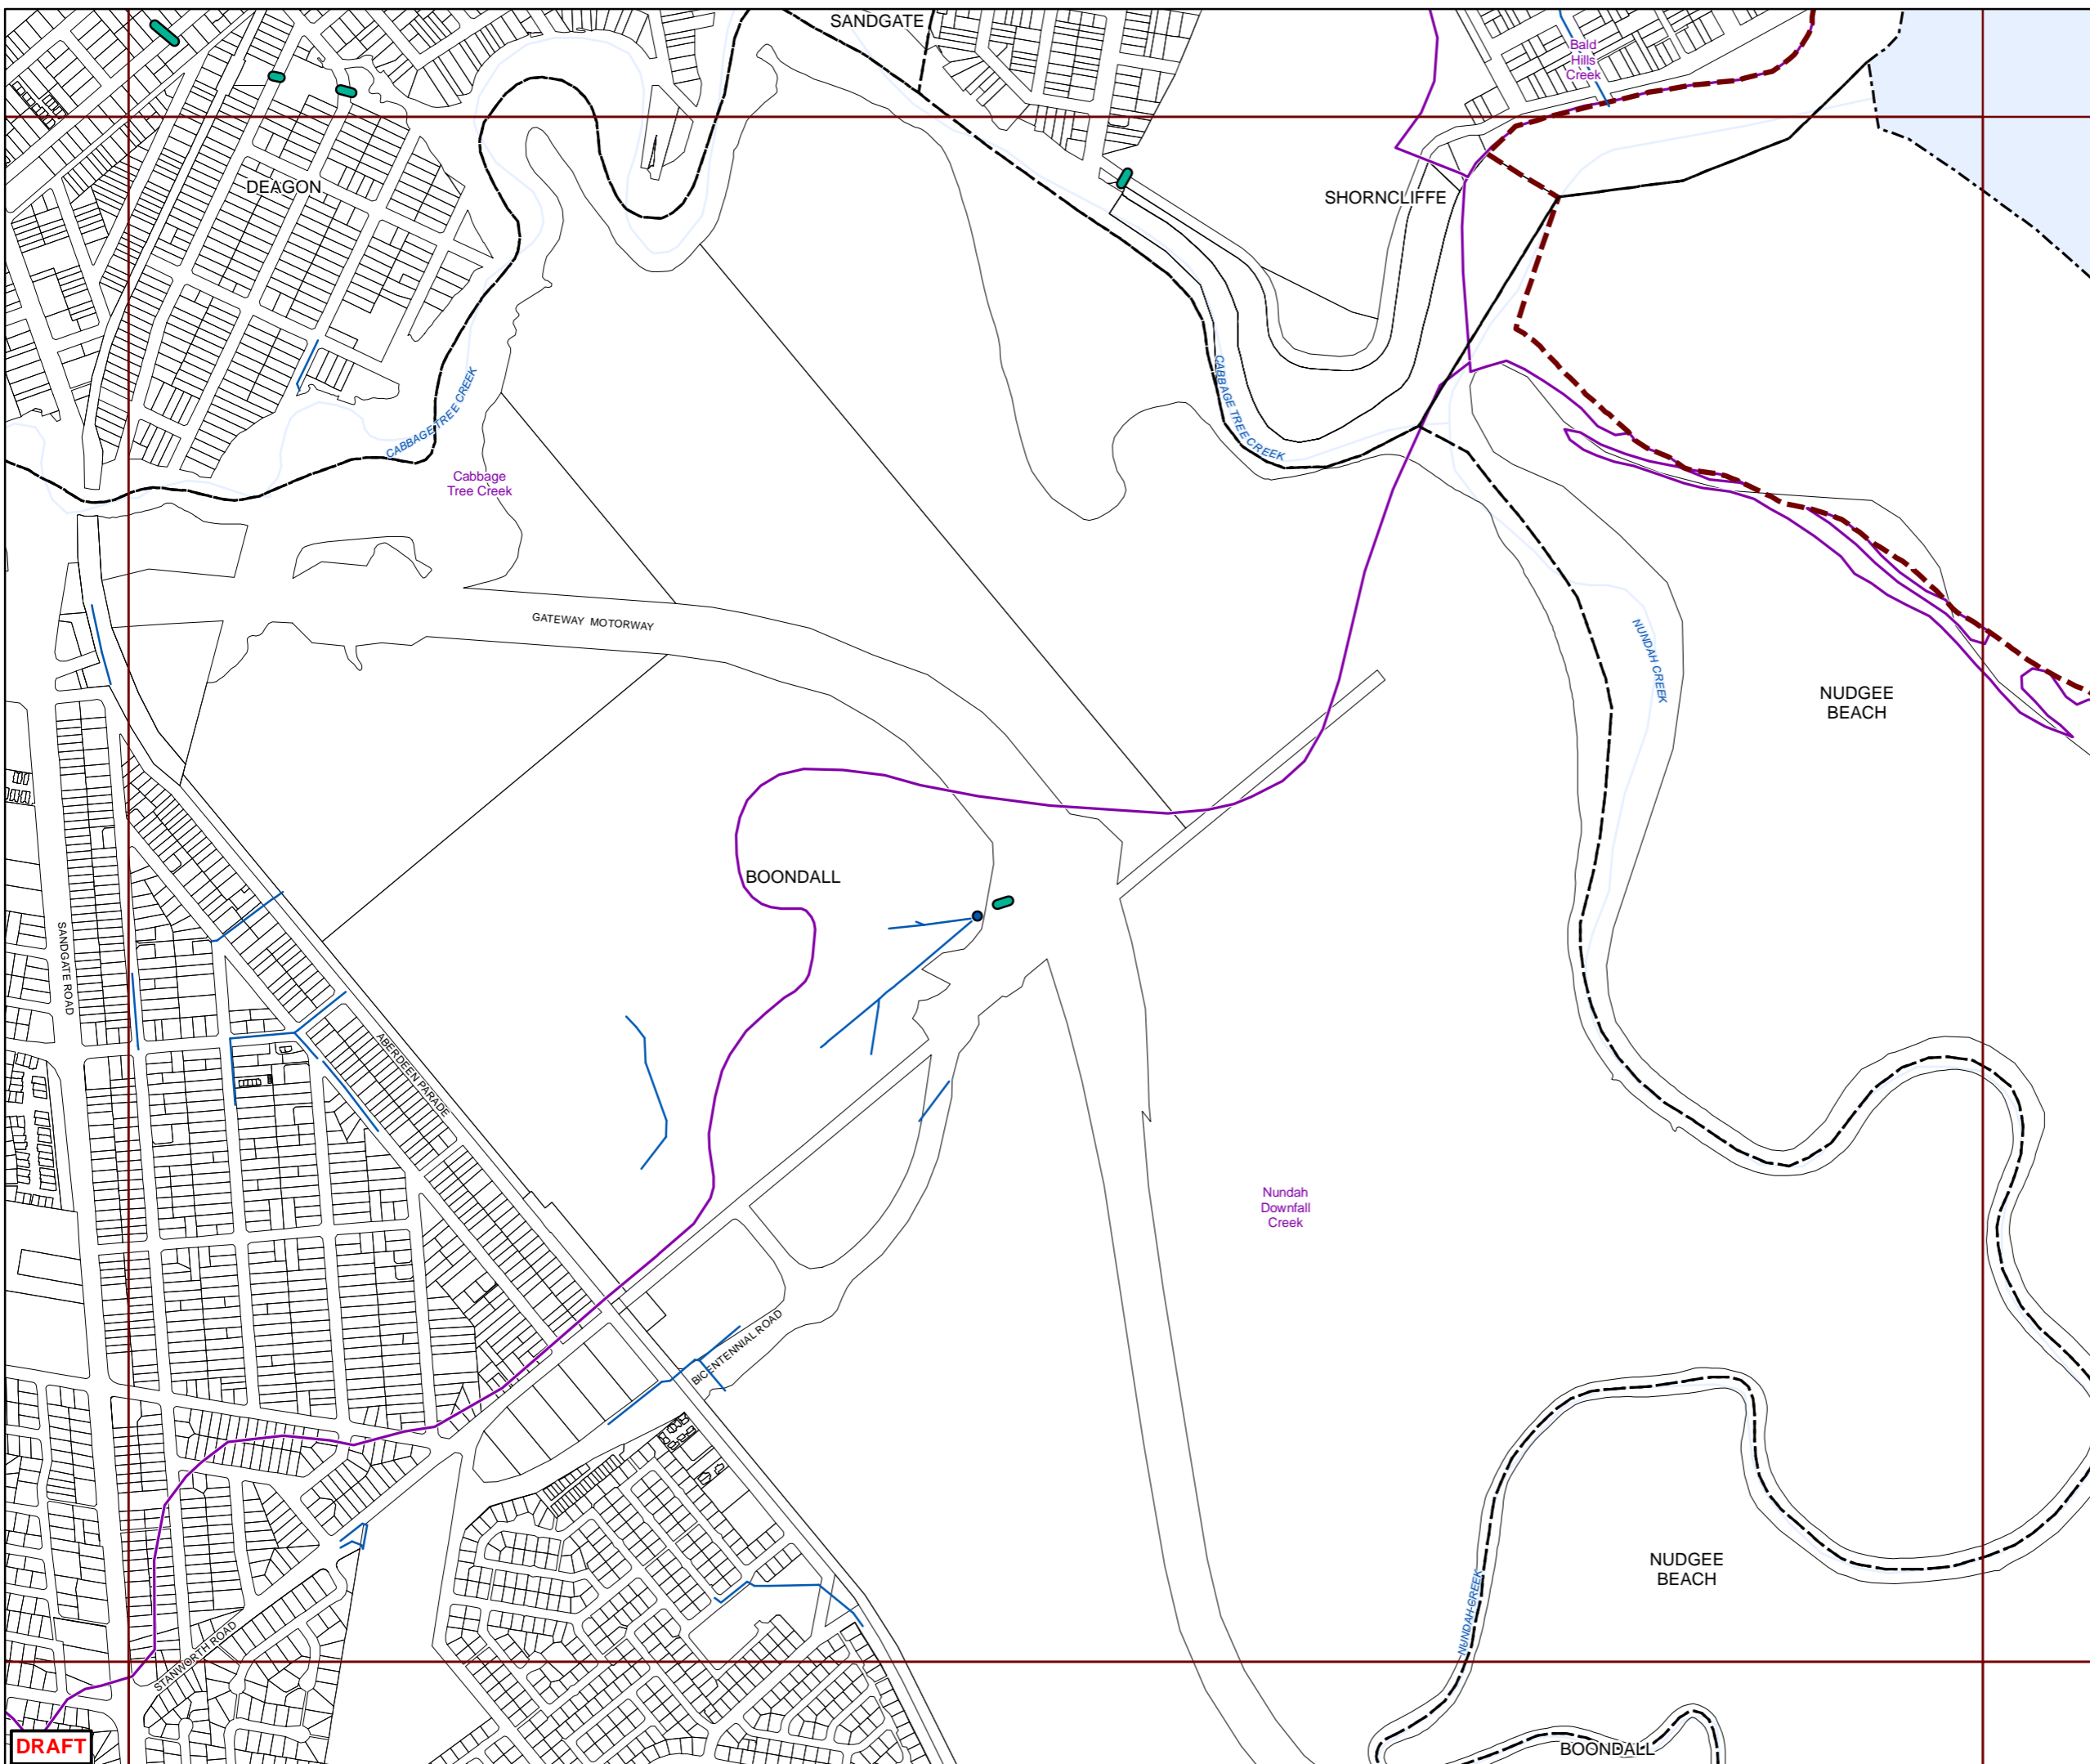 SANDGATE
Bald
Hills
Creek
DEAGON
SHORNCLIFFE
CABBAGE TREE CREEK
CABBAGE TREE CREEK
Cabbage
Tree Creek
GATEWAY MOTORWAY
NUNDAH CREEK
NUDGEE
BEACH
BOONDALL
SANDGATE ROAD
ABERDEEN PARADE
Nundah
Downfall
Creek
BICENTENNIAL ROAD
NUDGEE
BEACH
NUNDAH CREEK
STANWORTH ROAD
DRAFT
BOONDALL